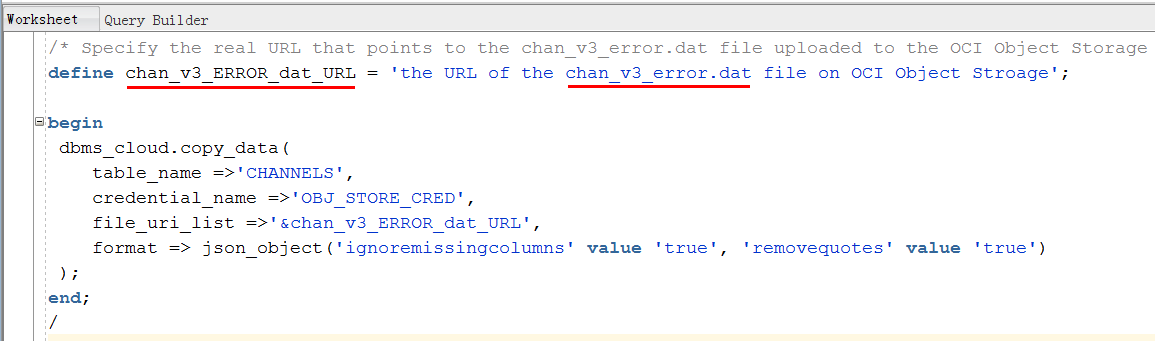 Worksheet Query Builder
/* Specify the real URL that points to the chan_v3_error.dat file uploaded to the OCI Object Storage
define chan_v3_ERROR_dat_URL = 'the URL of the chan_v3_error.dat file on OCI Object Stroage';
begin
dbms_cloud.copy_data(
table_name =>'CHANNELS',
credential_name =>'OBJ_STORE_CRED',
file_uri_list =>'&chan_v3_ERROR_dat_URL',
format => json_object('ignoremissingcolumns' value 'true', 'removequotes' value 'true')
);
end;
/